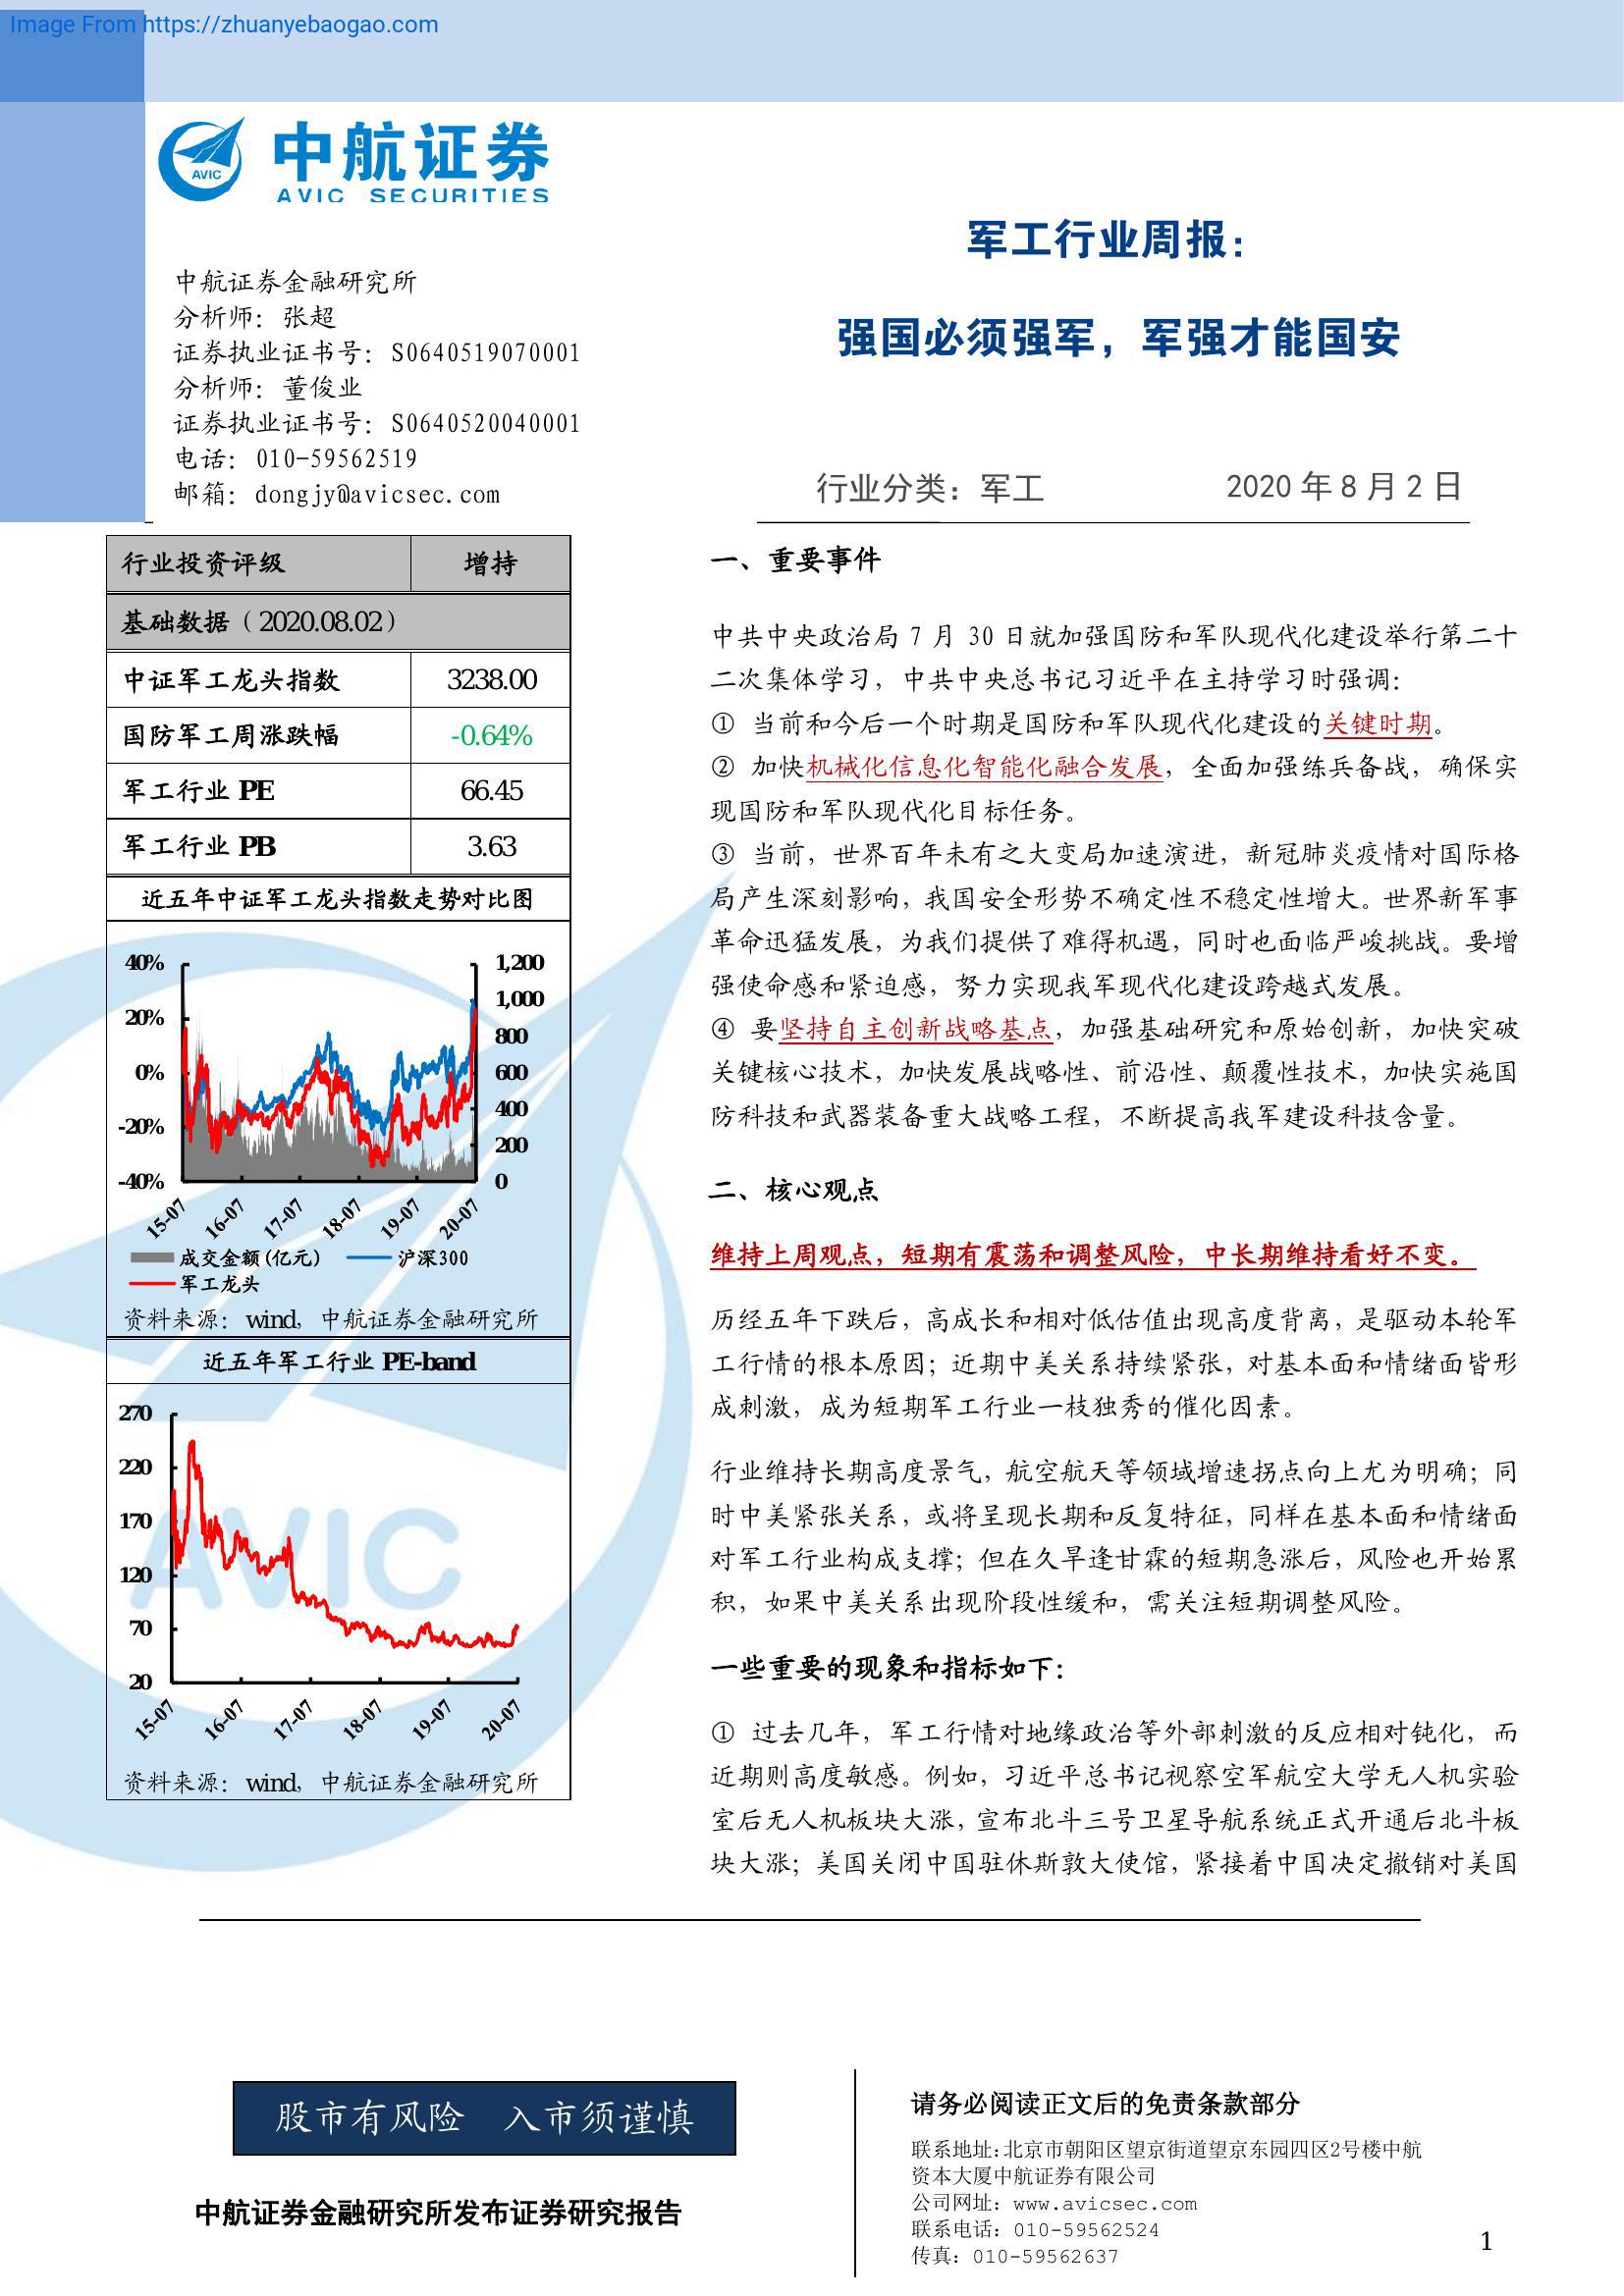 Image From https://zhuanyebaogao.com
AVIC
中航证券
AVIC SECURITIES
军工行业周报：
强国必须强军，军强才能国安
中航证券金融研究所
分析师：张超
证券执业证书号：S0640519070001
分析师：董俊业
证券执业证书号：S0640520040001
电话：010-59562519
邮箱：dongjy@avicsec.com
行业分类：军工
2020 年 8 月 2 日
行业投资评级 增持
基础数据（2020.08.02）
中证军工龙头指数 3238.00
国防军工周涨跌幅 -0.64%
军工行业 PE 66.45
军工行业 PB 3.63
近五年中证军工龙头指数走势对比图
40% 1,200
1,000
20%
800
0% 600
400
-20%
200
-40% 0
15-07 16-07 17-07 18-07 19-07 20-07
成交金额(亿元) 沪深300
军工龙头
资料来源：wind，中航证券金融研究所
近五年军工行业 PE-band
270
220
170
120
70
20
15-07 16-07 17-07 18-07 19-07 20-07
资料来源：wind，中航证券金融研究所
AVIC
一、重要事件
中共中央政治局 7 月 30 日就加强国防和军队现代化建设举行第二十
二次集体学习，中共中央总书记习近平在主持学习时强调：
① 当前和今后一个时期是国防和军队现代化建设的关键时期。
② 加快机械化信息化智能化融合发展，全面加强练兵备战，确保实
现国防和军队现代化目标任务。
③ 当前，世界百年未有之大变局加速演进，新冠肺炎疫情对国际格
局产生深刻影响，我国安全形势不确定性不稳定性增大。世界新军事
革命迅猛发展，为我们提供了难得机遇，同时也面临严峻挑战。要增
强使命感和紧迫感，努力实现我军现代化建设跨越式发展。
④ 要坚持自主创新战略基点，加强基础研究和原始创新，加快突破
关键核心技术，加快发展战略性、前沿性、颠覆性技术，加快实施国
防科技和武器装备重大战略工程，不断提高我军建设科技含量。
二、核心观点
维持上周观点，短期有震荡和调整风险，中长期维持看好不变。
历经五年下跌后，高成长和相对低估值出现高度背离，是驱动本轮军
工行情的根本原因；近期中美关系持续紧张，对基本面和情绪面皆形
成刺激，成为短期军工行业一枝独秀的催化因素。
行业维持长期高度景气，航空航天等领域增速拐点向上尤为明确；同
时中美紧张关系，或将呈现长期和反复特征，同样在基本面和情绪面
对军工行业构成支撑；但在久旱逢甘霖的短期急涨后，风险也开始累
积，如果中美关系出现阶段性缓和，需关注短期调整风险。
一些重要的现象和指标如下：
① 过去几年，军工行情对地缘政治等外部刺激的反应相对钝化，而
近期则高度敏感。例如，习近平总书记视察空军航空大学无人机实验
室后无人机板块大涨，宣布北斗三号卫星导航系统正式开通后北斗板
块大涨；美国关闭中国驻休斯敦大使馆，紧接着中国决定撤销对美国
股市有风险 入市须谨慎
中航证券金融研究所发布证券研究报告
请务必阅读正文后的免责条款部分
联系地址:北京市朝阳区望京街道望京东园四区2号楼中航
资本大厦中航证券有限公司
公司网址：www.avicsec.com
联系电话：010-59562524
传真：010-59562637
1